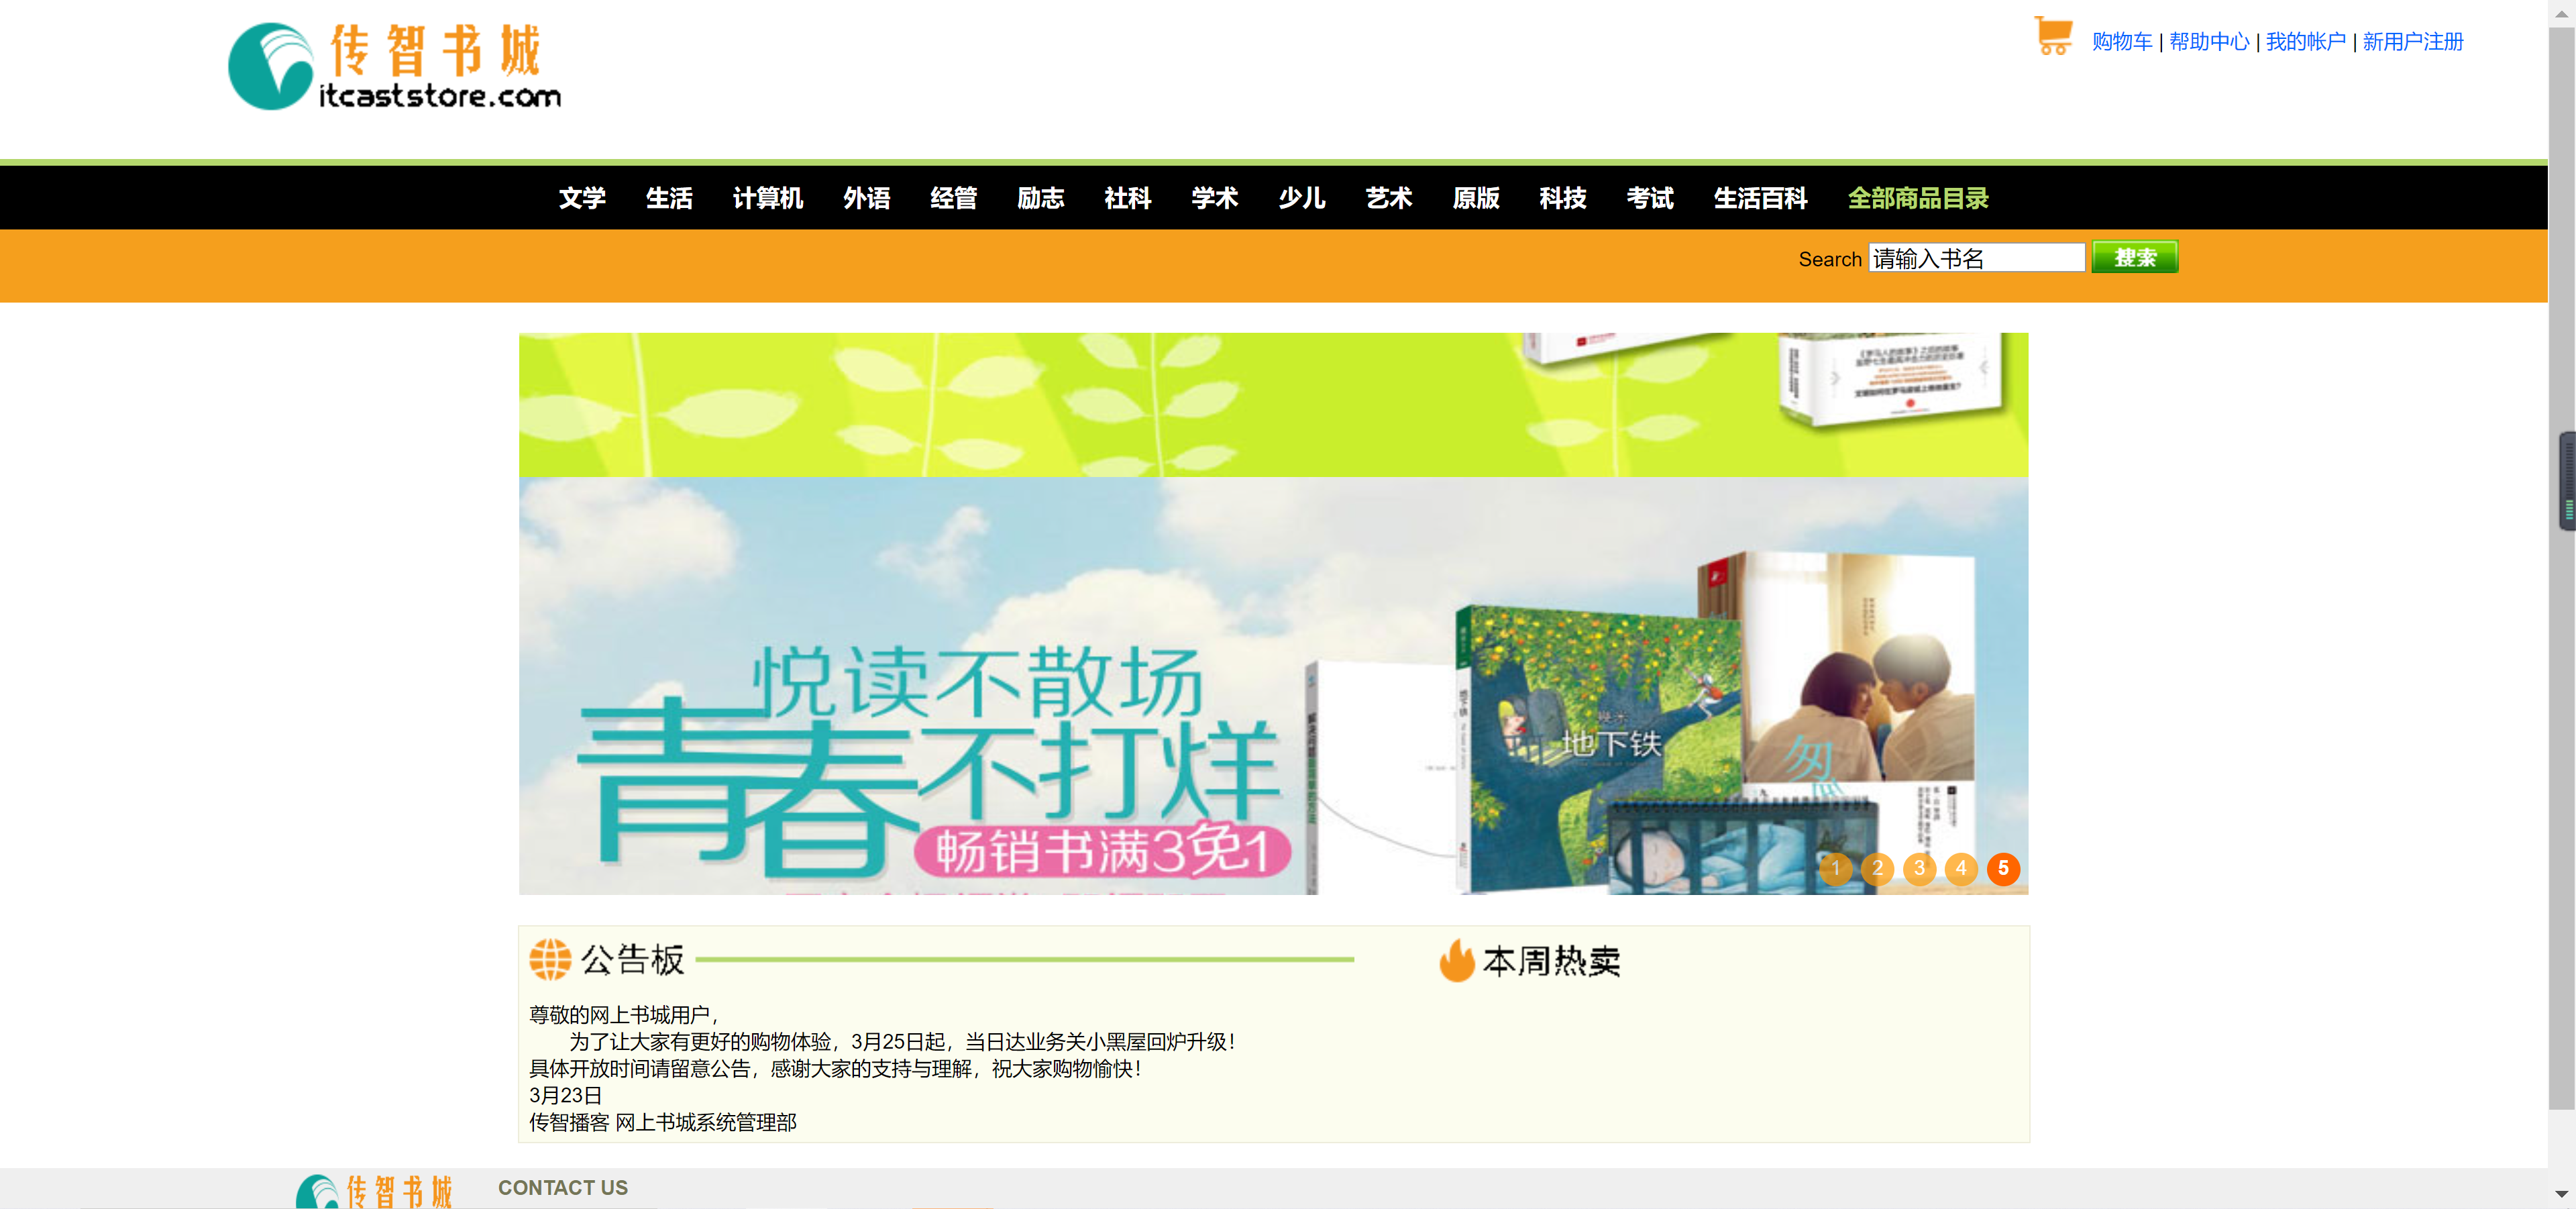 传智书城
itcaststore.com
购物车 | 帮助中心 | 我的帐户 | 新用户注册
文学 生活 计算机 外语 经管 励志 社科 学术 少儿 艺术 原版 科技 考试 生活百科 全部商品目录
Search 请输入书名 搜索
悦读不散场
青春不打烊
畅销书满3免1
幾米
地下铁
地下铁
匆
1 2 3 4 5
公告板
本周热卖
尊敬的网上书城用户，
为了让大家有更好的购物体验，3月25日起，当日达业务关小黑屋回炉升级！
具体开放时间请留意公告，感谢大家的支持与理解，祝大家购物愉快！
3月23日
传智播客 网上书城系统管理部
传智书城
CONTACT US